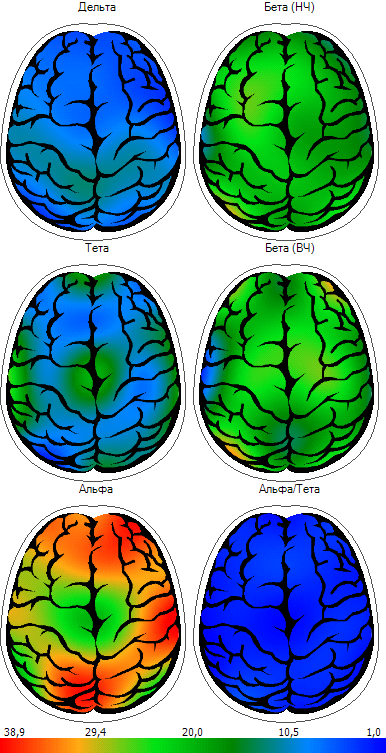 Дельта
Бета (НЧ)
Тета
Бета (ВЧ)
Альфа
Альфа/Тета
38,9 29,4 20,0 10,5 1,0